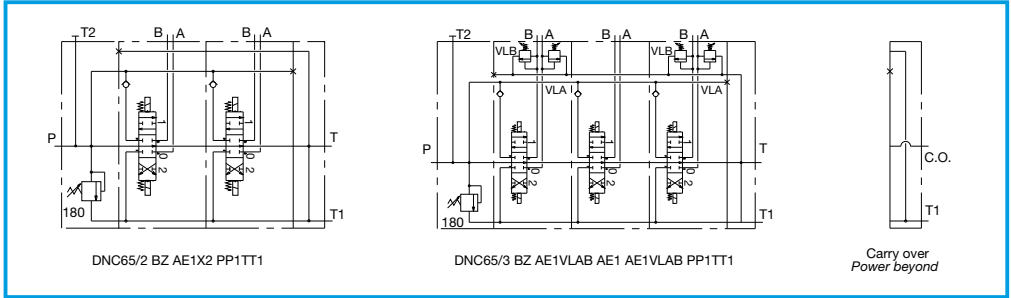 T2 B A B A
P T
1 0 2 1 0 2
180 T1
DNC65/2 BZ AE1X2 PP1TT1
T2 B A B A B A
VLB VLB
VLA VLA
P T
1 0 2 1 0 2 1 0 2
180 T1
DNC65/3 BZ AE1VLAB AE1 AE1VLAB PP1TT1
C.O.
T1
Carry over
Power beyond